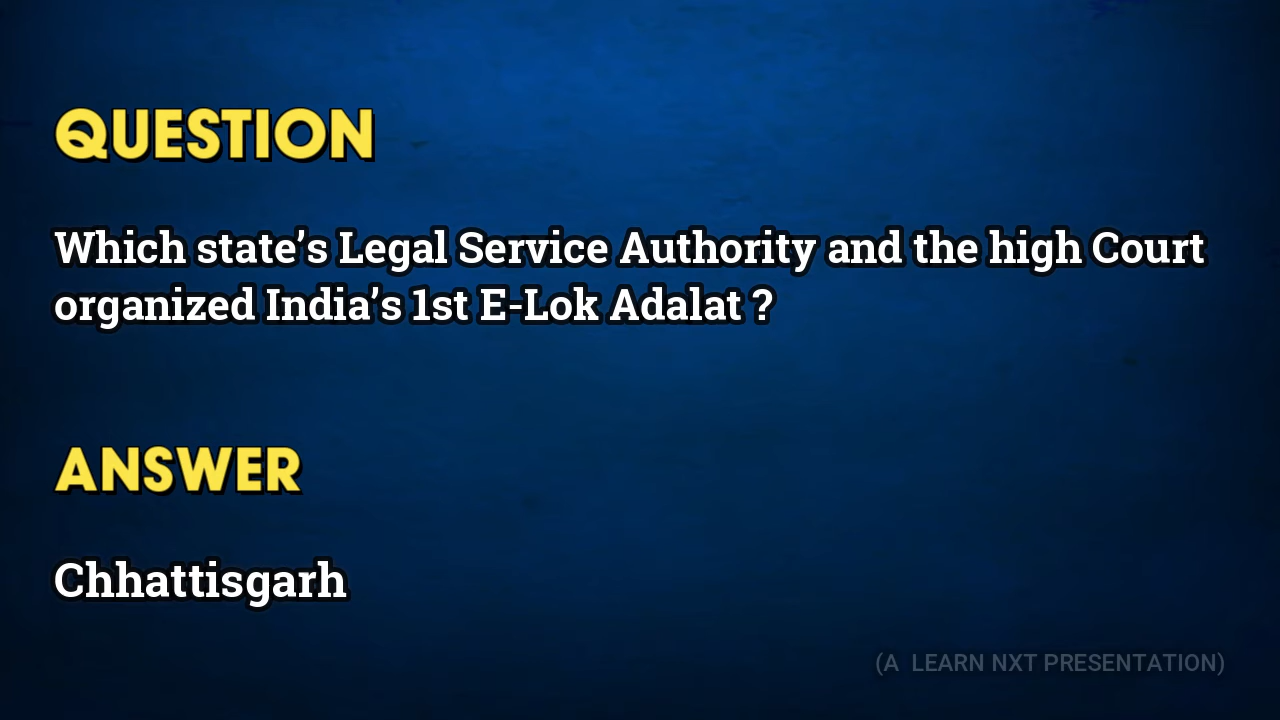 QUESTION
Which state’s Legal Service Authority and the high Court
organized India’s 1st E-Lok Adalat ?
ANSWER
Chhattisgarh
(A LEARN NXT PRESENTATION)